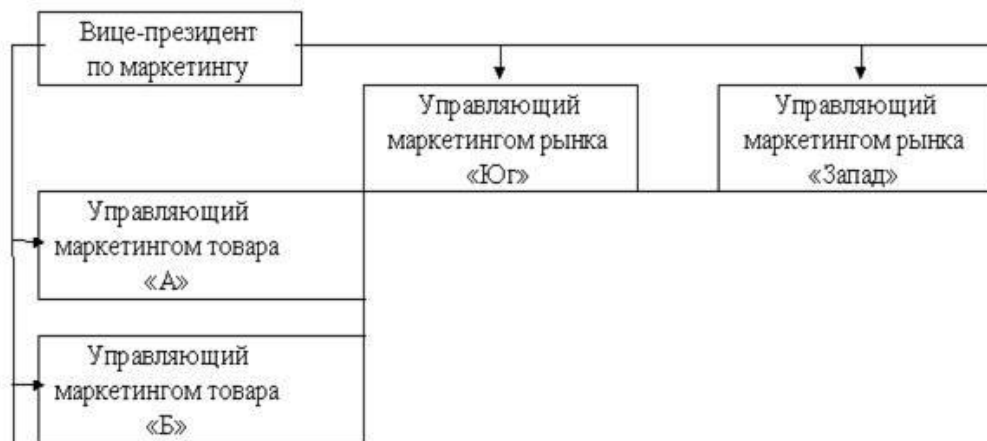 Вице-президент
по маркетингу
Управляющий
маркетингом рынка
«Юг»
Управляющий
маркетингом рынка
«Запад»
Управляющий
маркетингом товара
«А»
Управляющий
маркетингом товара
«Б»